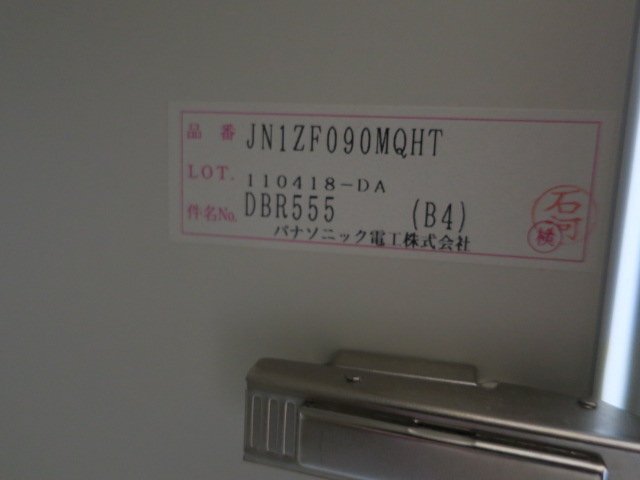 品番 JN1ZF090MQHT
LOT. 110418-DA
件名No. DBR555 (B4)
パナソニック電工株式会社
石河
検